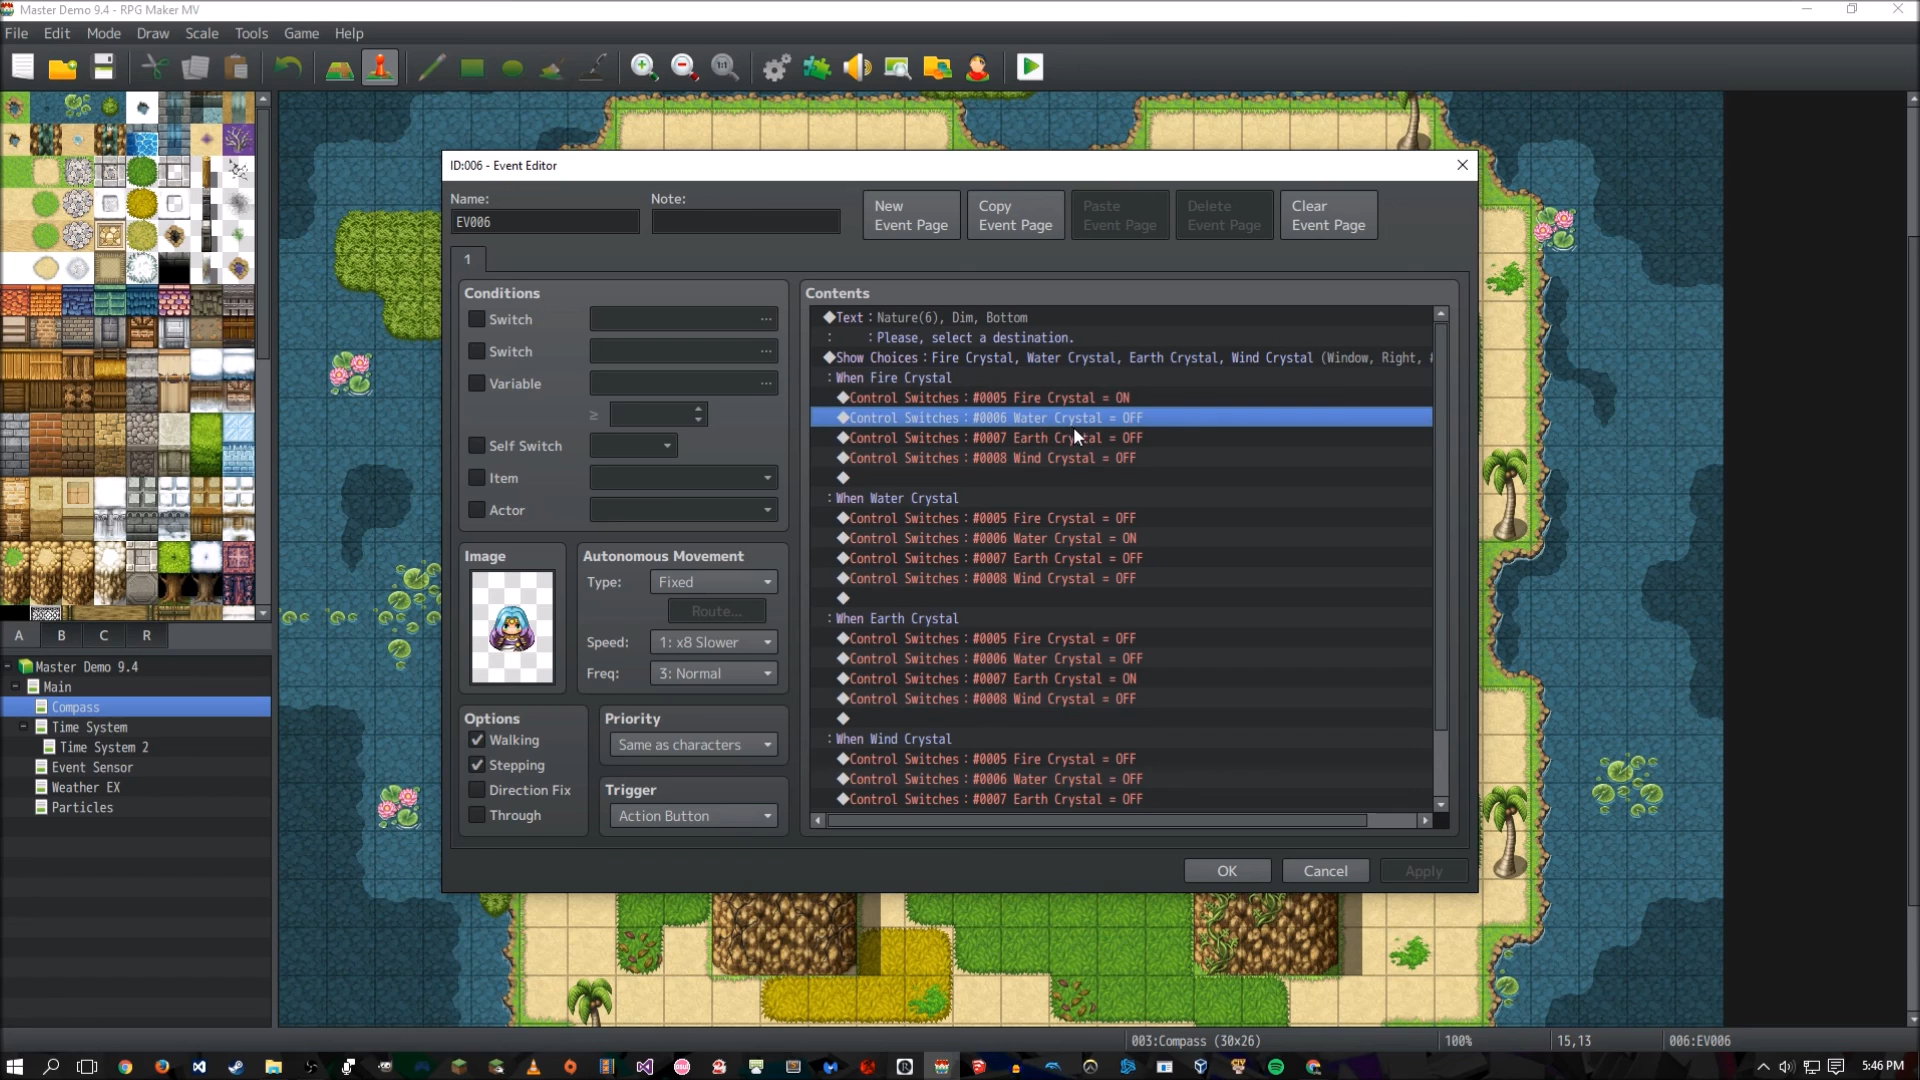 Master Demo 9.4 - RPG Maker MV
File Edit Mode Draw Scale Tools Game Help
1:1
ID:006 - Event Editor
Name:
Note:
EV006
New Event Page
Copy Event Page
Paste Event Page
Delete Event Page
Clear Event Page
1
Conditions
Switch
Switch
Variable
≥
Self Switch
Item
Actor
Image
Autonomous Movement
Type: Fixed
Route...
Speed: 1: x8 Slower
Freq: 3: Normal
Options
Walking
Stepping
Direction Fix
Through
Priority
Same as characters
Trigger
Action Button
Contents
◆Text : Nature(6), Dim, Bottom
: : Please, select a destination.
◆Show Choices : Fire Crystal, Water Crystal, Earth Crystal, Wind Crystal (Window, Right, #
: When Fire Crystal
◆Control Switches : #0005 Fire Crystal = ON
◆Control Switches : #0006 Water Crystal = OFF
◆Control Switches : #0007 Earth Crystal = OFF
◆Control Switches : #0008 Wind Crystal = OFF
◆
: When Water Crystal
◆Control Switches : #0005 Fire Crystal = OFF
◆Control Switches : #0006 Water Crystal = ON
◆Control Switches : #0007 Earth Crystal = OFF
◆Control Switches : #0008 Wind Crystal = OFF
◆
: When Earth Crystal
◆Control Switches : #0005 Fire Crystal = OFF
◆Control Switches : #0006 Water Crystal = OFF
◆Control Switches : #0007 Earth Crystal = ON
◆Control Switches : #0008 Wind Crystal = OFF
◆
: When Wind Crystal
◆Control Switches : #0005 Fire Crystal = OFF
◆Control Switches : #0006 Water Crystal = OFF
◆Control Switches : #0007 Earth Crystal = OFF
OK
Cancel
Apply
A B C R
Master Demo 9.4
Main
Compass
Time System
Time System 2
Event Sensor
Weather EX
Particles
003:Compass (30x26)
100%
15,13
006:EV006
5:46 PM